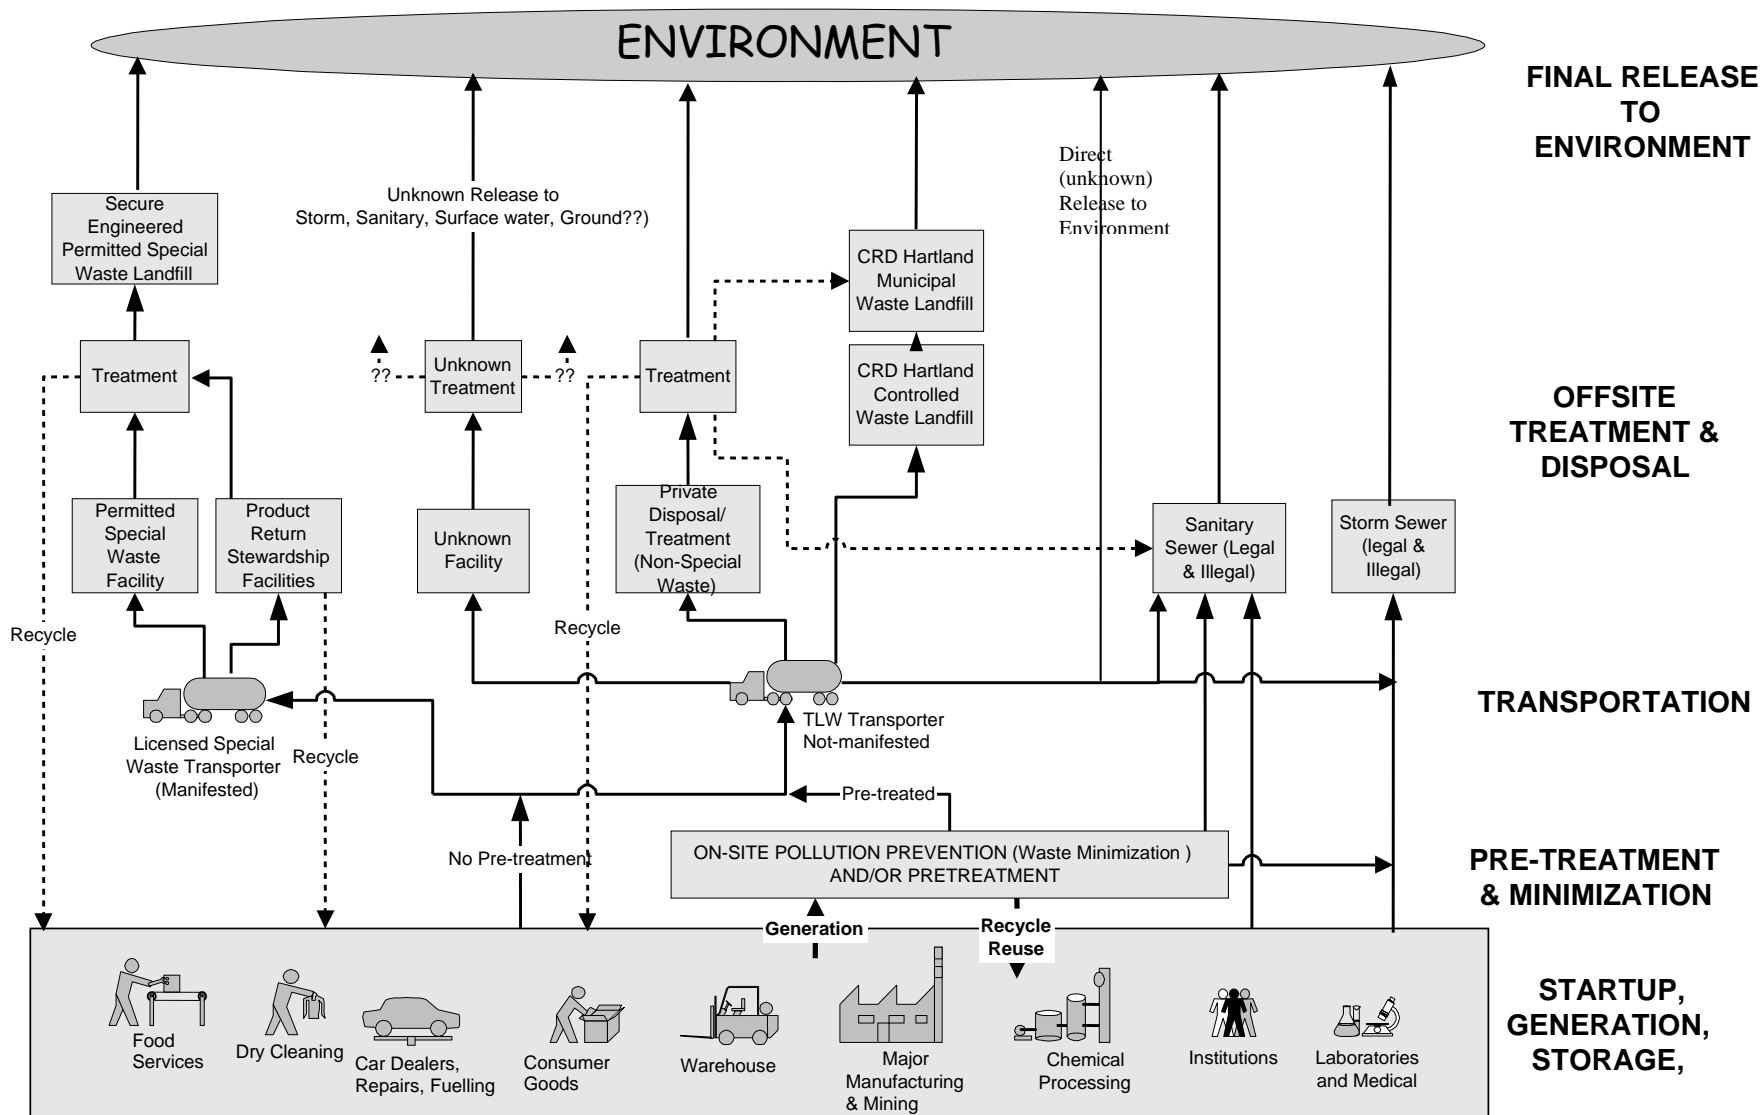 ENVIRONMENT
FINAL RELEASE
TO
ENVIRONMENT
Direct
(unknown)
Release to
Environment
Unknown Release to
Storm, Sanitary, Surface water, Ground??)
Secure
Engineered
Permitted Special
Waste Landfill
CRD Hartland
Municipal
Waste Landfill
Treatment
??
Unknown
Treatment
??
Treatment
CRD Hartland
Controlled
Waste Landfill
OFFSITE
TREATMENT &
DISPOSAL
Permitted
Special
Waste
Facility
Product
Return
Stewardship
Facilities
Unknown
Facility
Private
Disposal/
Treatment
(Non-Special
Waste)
Sanitary
Sewer (Legal
& Illegal)
Storm Sewer
(legal &
Illegal)
Recycle
Recycle
TRANSPORTATION
TLW Transporter
Not-manifested
Licensed Special
Waste Transporter
(Manifested)
Recycle
Pre-treated
No Pre-treatment
ON-SITE POLLUTION PREVENTION (Waste Minimization )
AND/OR PRETREATMENT
PRE-TREATMENT
& MINIMIZATION
Generation
Recycle
Reuse
STARTUP,
GENERATION,
STORAGE,
Food
Services
Dry Cleaning
Car Dealers,
Repairs, Fuelling
Consumer
Goods
Warehouse
Major
Manufacturing
& Mining
Chemical
Processing
Institutions
Laboratories
and Medical